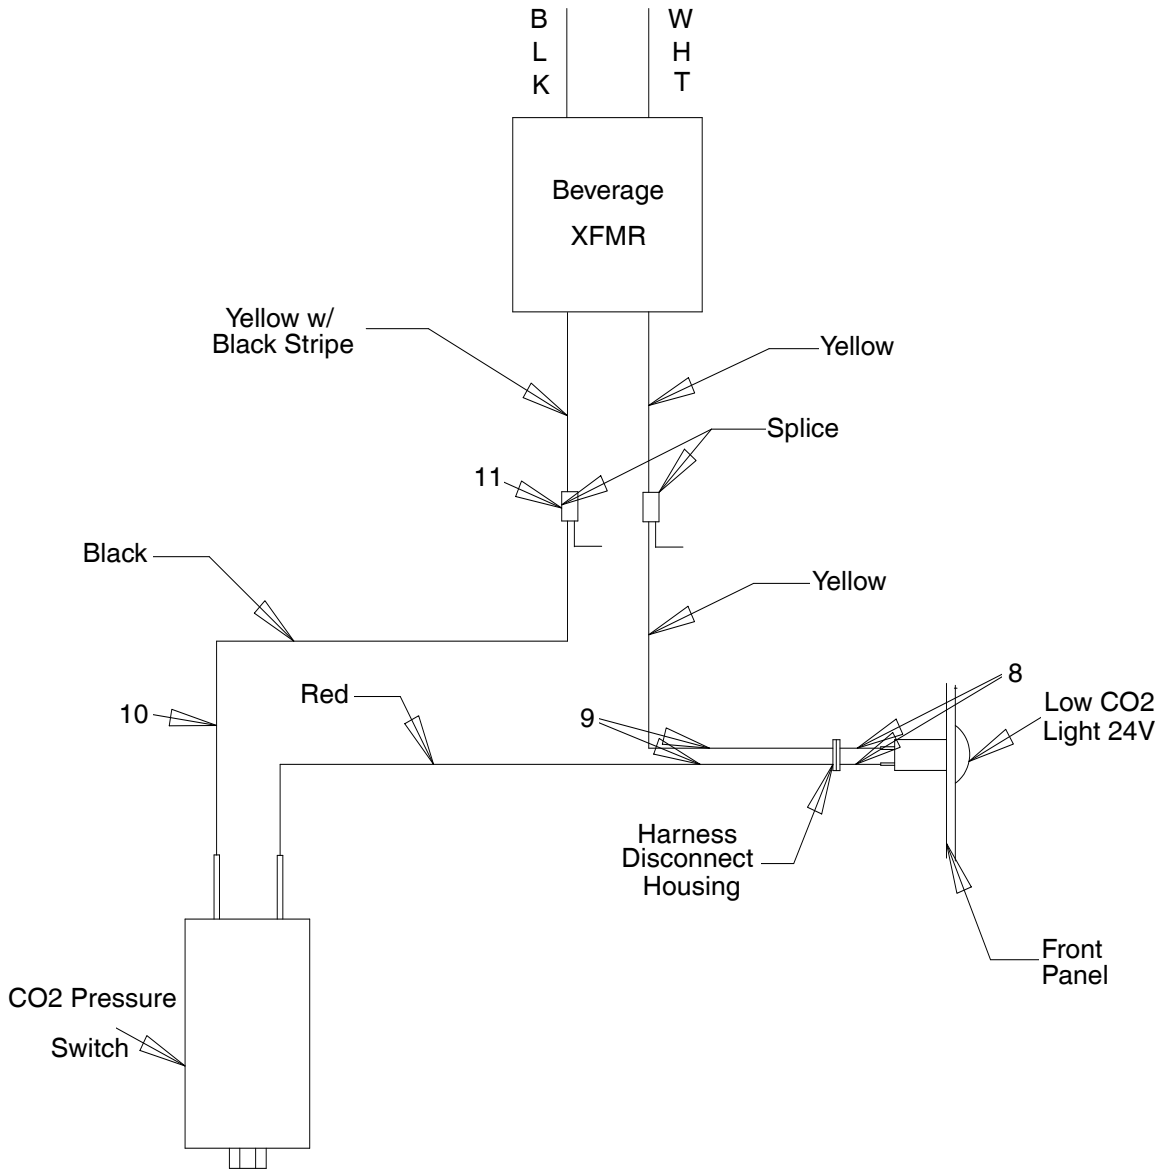 B
L
K
W
H
T
Beverage
XFMR
Yellow w/
Black Stripe
Yellow
Splice
11
Black
Yellow
10
Red
9
8
Low CO2
Light 24V
Harness
Disconnect
Housing
Front
Panel
CO2 Pressure
Switch